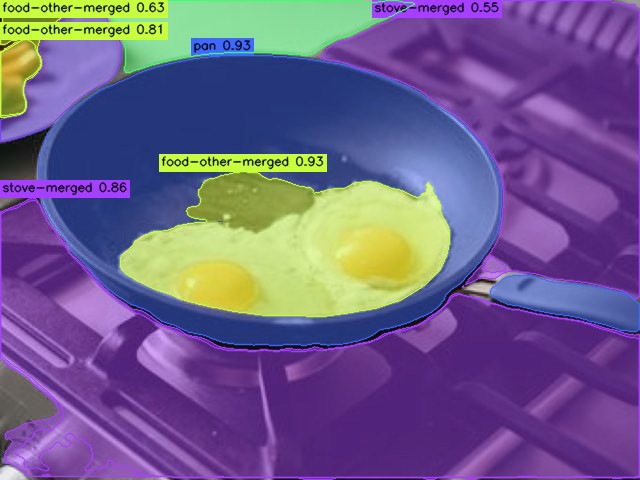 food-other-merged 0.63
stove-merged 0.55
food-other-merged 0.81
pan 0.93
food-other-merged 0.93
stove-merged 0.86